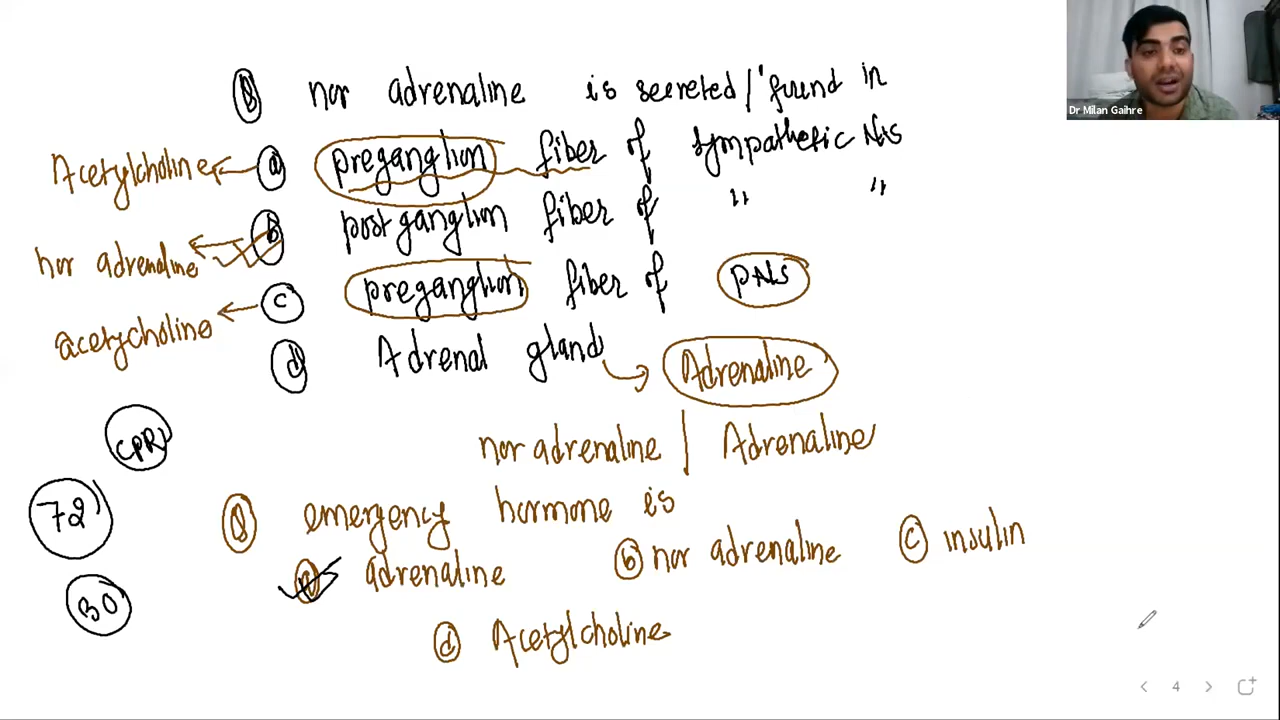 Dr Milan Gaihre
Q nor adrenaline is secreted / found in
Acetylcholine ← a preganglion fiber of sympathetic NS
nor adrenaline ← b postganglion fiber of " "
acetycholine ← c preganglion fiber of PNS
d Adrenal gland → Adrenaline
nor adrenaline | Adrenaline
CPR
72
30
Q emergency hormone is
a adrenaline b nor adrenaline c insulin
d Acetylcholine
4